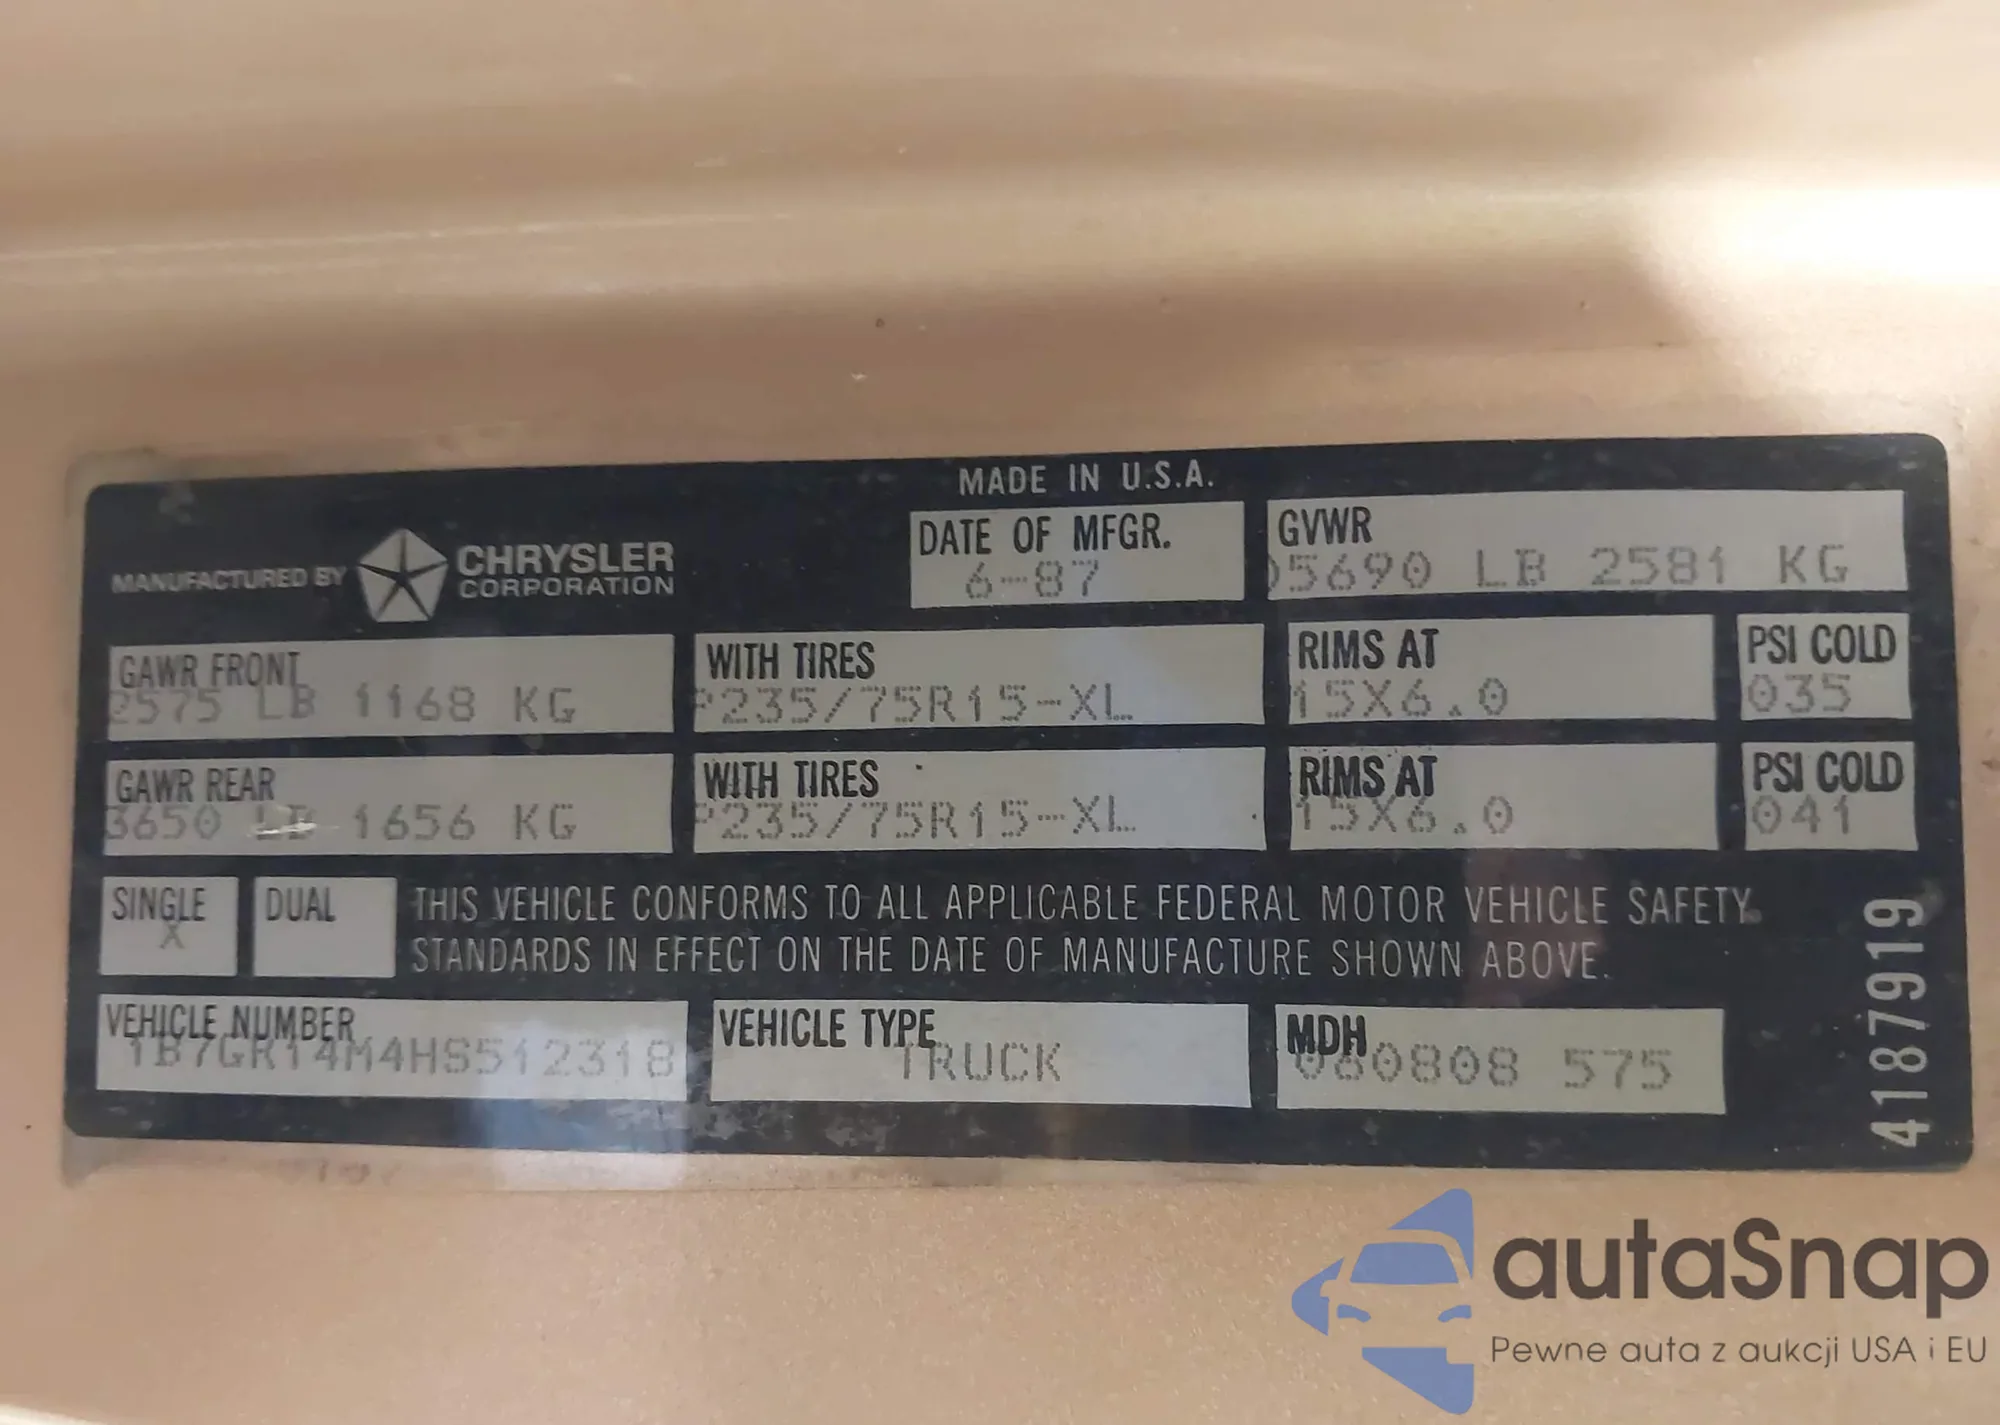 MADE IN U.S.A.
MANUFACTURED BY CHRYSLER CORPORATION
DATE OF MFGR.
6-87
GVWR
05690 LB 2581 KG
GAWR FRONT
2575 LB 1168 KG
WITH TIRES
P235/75R15-XL
RIMS AT
15X6.0
PSI COLD
035
GAWR REAR
3650 LB 1656 KG
WITH TIRES
P235/75R15-XL
RIMS AT
15X6.0
PSI COLD
041
SINGLE
X
DUAL
THIS VEHICLE CONFORMS TO ALL APPLICABLE FEDERAL MOTOR VEHICLE SAFETY
STANDARDS IN EFFECT ON THE DATE OF MANUFACTURE SHOWN ABOVE.
VEHICLE NUMBER
1B7GR14M4HS512318
VEHICLE TYPE
TRUCK
MDH
060808 575
4187919
autaSnap
Pewne auta z aukcji USA i EU